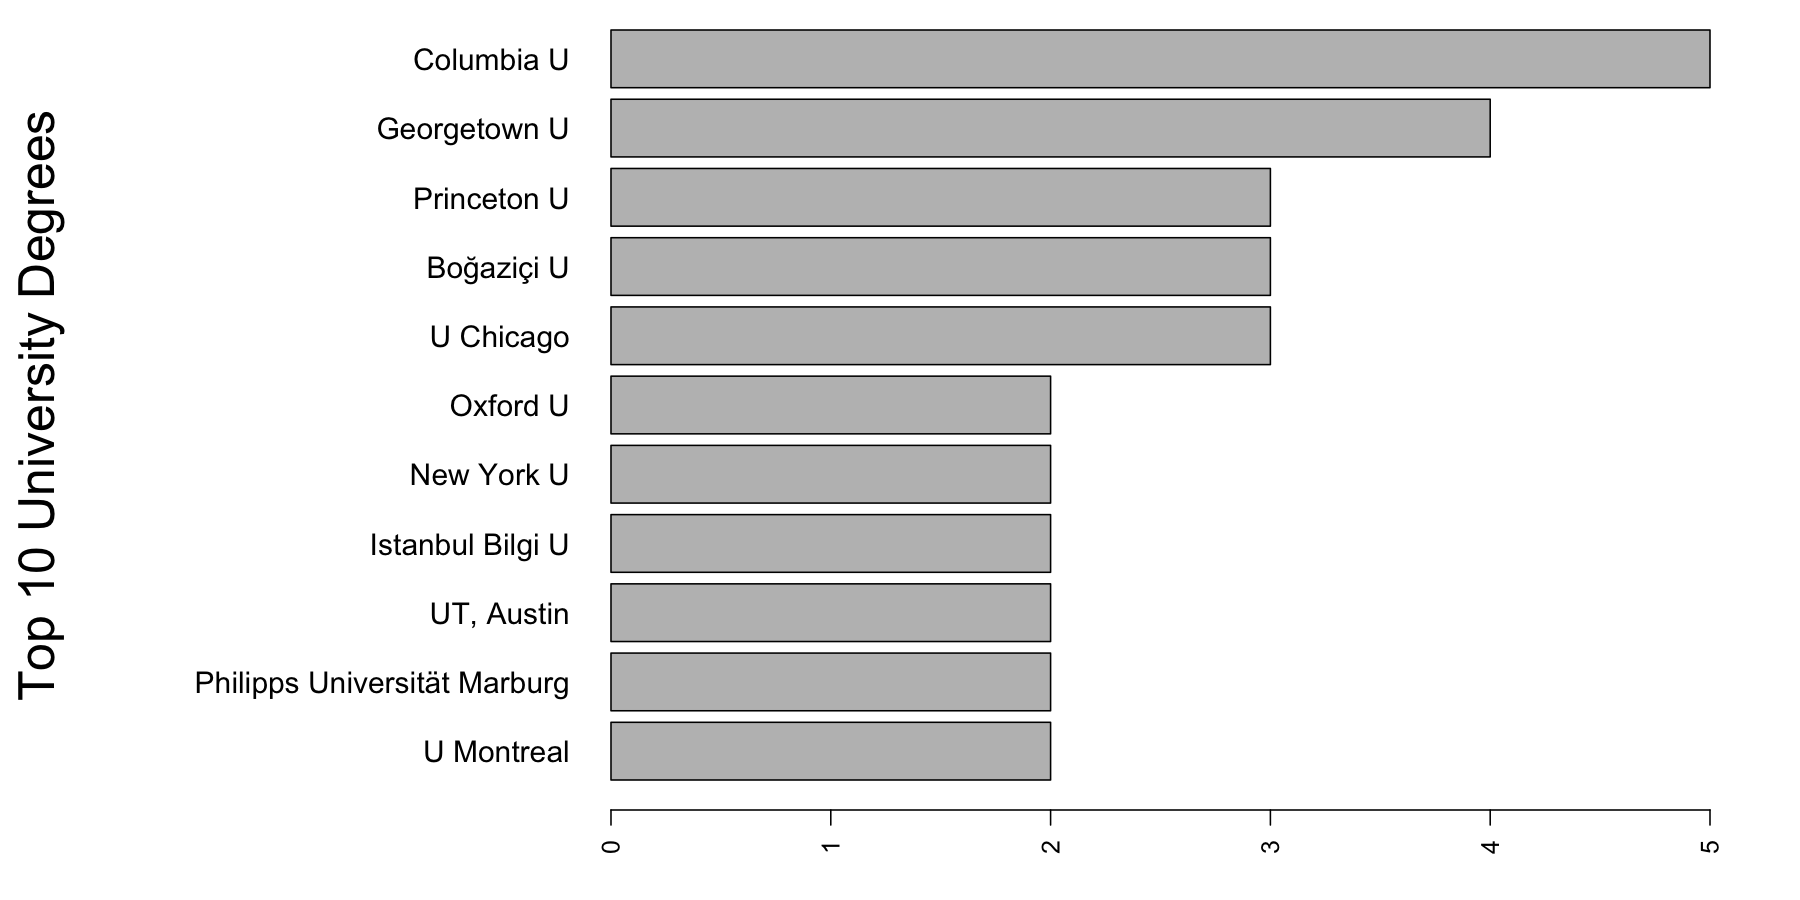 Top 10 University Degrees
Columbia U
Georgetown U
Princeton U
Boğaziçi U
U Chicago
Oxford U
New York U
Istanbul Bilgi U
UT, Austin
Philipps Universität Marburg
U Montreal
0 1 2 3 4 5